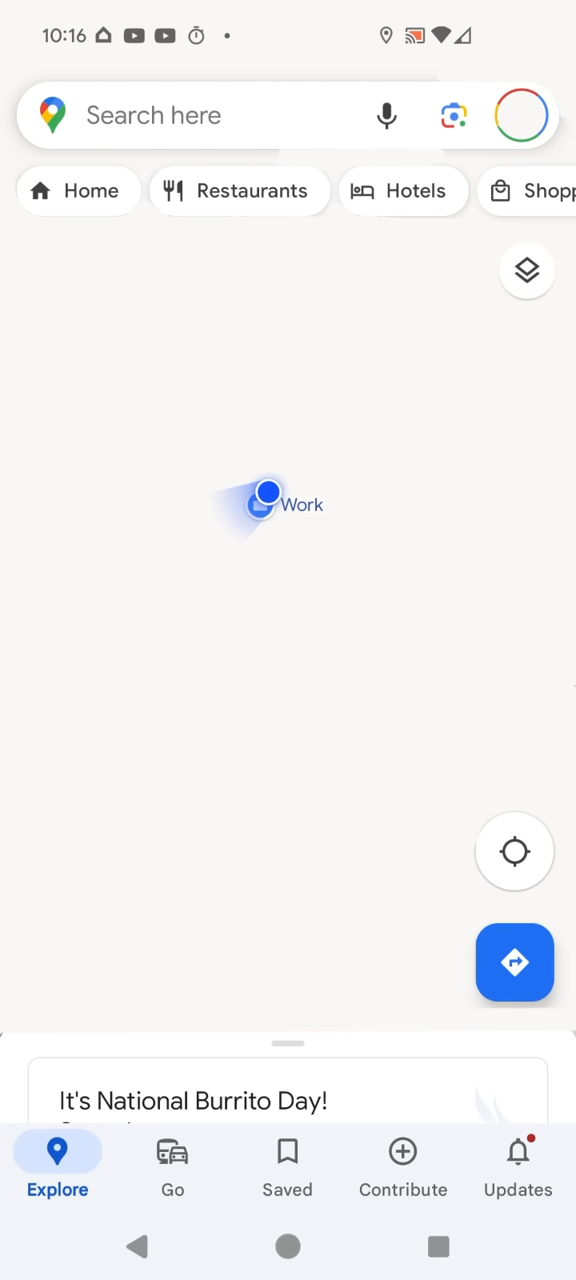 10:16
Search here
Home
Restaurants
Hotels
Shopp
Work
It's National Burrito Day!
Explore
Go
Saved
Contribute
Updates